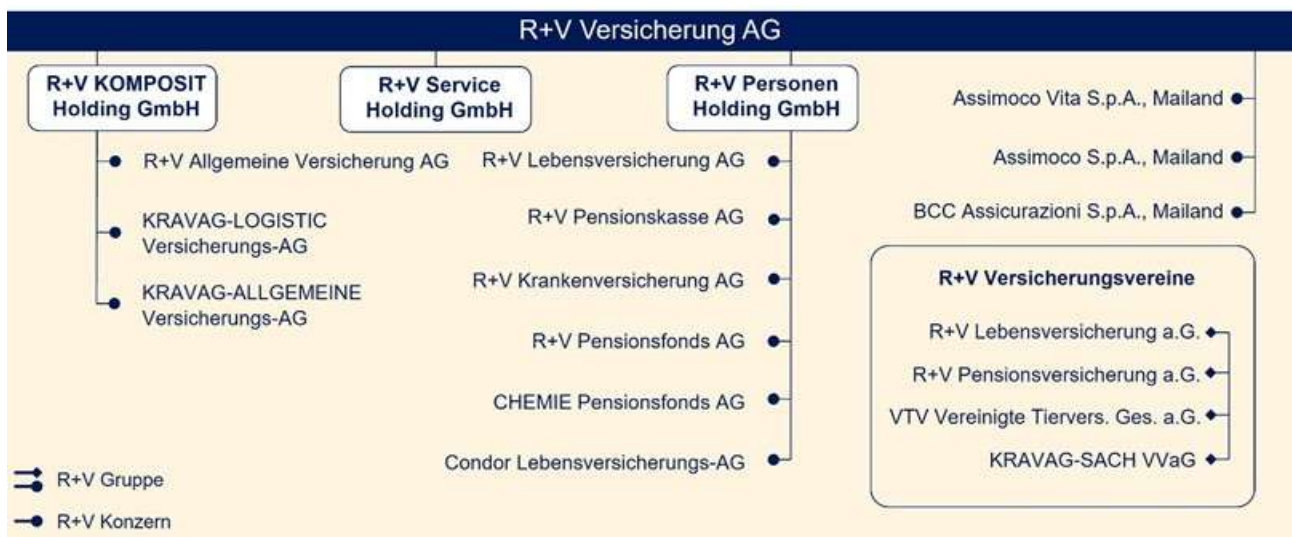 R+V Versicherung AG
R+V KOMPOSIT
Holding GmbH
R+V Allgemeine Versicherung AG
KRAVAG-LOGISTIC
Versicherungs-AG
KRAVAG-ALLGEMEINE
Versicherungs-AG
R+V Service
Holding GmbH
R+V Personen
Holding GmbH
R+V Lebensversicherung AG
R+V Pensionskasse AG
R+V Krankenversicherung AG
R+V Pensionsfonds AG
CHEMIE Pensionsfonds AG
Condor Lebensversicherungs-AG
Assimoco Vita S.p.A., Mailand
Assimoco S.p.A., Mailand
BCC Assicurazioni S.p.A., Mailand
R+V Versicherungsvereine
R+V Lebensversicherung a.G.
R+V Pensionsversicherung a.G.
VTV Vereinigte Tiervers. Ges. a.G.
KRAVAG-SACH VVaG
R+V Gruppe
R+V Konzern